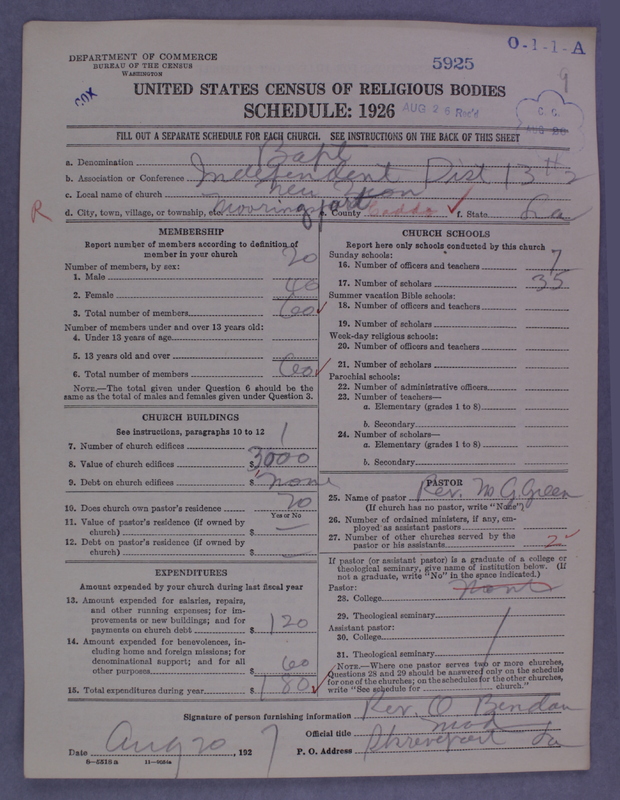 DEPARTMENT OF COMMERCE
BUREAU OF THE CENSUS
WASHINGTON
5925
O-1-1-A
9
COX
UNITED STATES CENSUS OF RELIGIOUS BODIES
SCHEDULE: 1926
AUG 26 Rec'd
C. C.
FILL OUT A SEPARATE SCHEDULE FOR EACH CHURCH. SEE INSTRUCTIONS ON THE BACK OF THIS SHEET
a. Denomination Bapt
b. Association or Conference Independent Dist 13th 2
c. Local name of church New Zion
R d. City, town, village, or township, etc. Mooringsport e. County Caddo f. State La
MEMBERSHIP
Report number of members according to definition of
member in your church
Number of members, by sex:
1. Male 20
2. Female 40
3. Total number of members 60
Number of members under and over 13 years old:
4. Under 13 years of age
5. 13 years old and over
6. Total number of members 60
NOTE.—The total given under Question 6 should be the
same as the total of males and females given under Question 3.
CHURCH BUILDINGS
See instructions, paragraphs 10 to 12
7. Number of church edifices 1
8. Value of church edifices $ 3000
9. Debt on church edifices $ none
10. Does church own pastor's residence no
Yes or No
11. Value of pastor's residence (if owned by
church) $ —
12. Debt on pastor's residence (if owned by
church) $ —
EXPENDITURES
Amount expended by your church during last fiscal year
13. Amount expended for salaries, repairs,
and other running expenses; for im-
provements or new buildings; and for
payments on church debt $ 120
14. Amount expended for benevolences, in-
cluding home and foreign missions; for
denominational support; and for all
other purposes $ 60
15. Total expenditures during year $ 180
CHURCH SCHOOLS
Report here only schools conducted by this church
Sunday schools:
16. Number of officers and teachers 7
17. Number of scholars 35
Summer vacation Bible schools:
18. Number of officers and teachers
19. Number of scholars
Week-day religious schools:
20. Number of officers and teachers
21. Number of scholars
Parochial schools:
22. Number of administrative officers
23. Number of teachers—
a. Elementary (grades 1 to 8)
b. Secondary
24. Number of scholars—
a. Elementary (grades 1 to 8)
b. Secondary
PASTOR
25. Name of pastor Rev. G. Green
(If church has no pastor, write "None")
26. Number of ordained ministers, if any, em-
ployed as assistant pastors
27. Number of other churches served by the
pastor or his assistants 2
If pastor (or assistant pastor) is a graduate of a college or
theological seminary, give name of institution below. (If
not a graduate, write "No" in the space indicated.)
Pastor:
28. College none
29. Theological seminary
Assistant pastor:
30. College
31. Theological seminary
NOTE.—Where one pastor serves two or more churches,
Questions 28 and 29 should be answered only on the schedule
for one of the churches; on the schedules for the other churches,
write "See schedule for church."
Signature of person furnishing information Rev. O
Official title Mod
Date Aug 20, 1927 P. O. Address Shreveport La
8-5518a 11-5034a